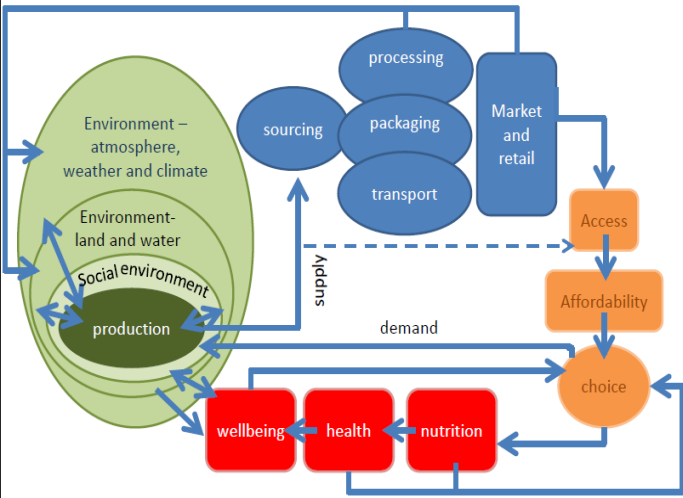 processing
Market
and
retail
Environment –
atmosphere,
weather and climate
sourcing
packaging
transport
Environment-
land and water
Access
Social environment
supply
Affordability
production
demand
choice
wellbeing
health
nutrition